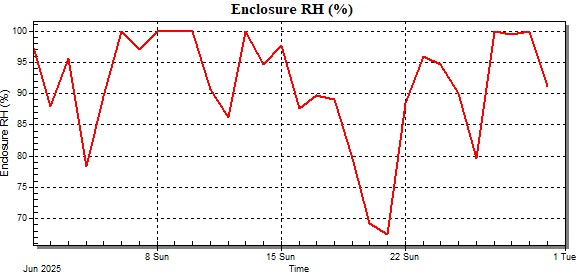 Enclosure RH (%)
Enclosure RH (%)
100
95
90
85
80
75
70
8 Sun
15 Sun
22 Sun
1 Tue
Jun 2025
Time